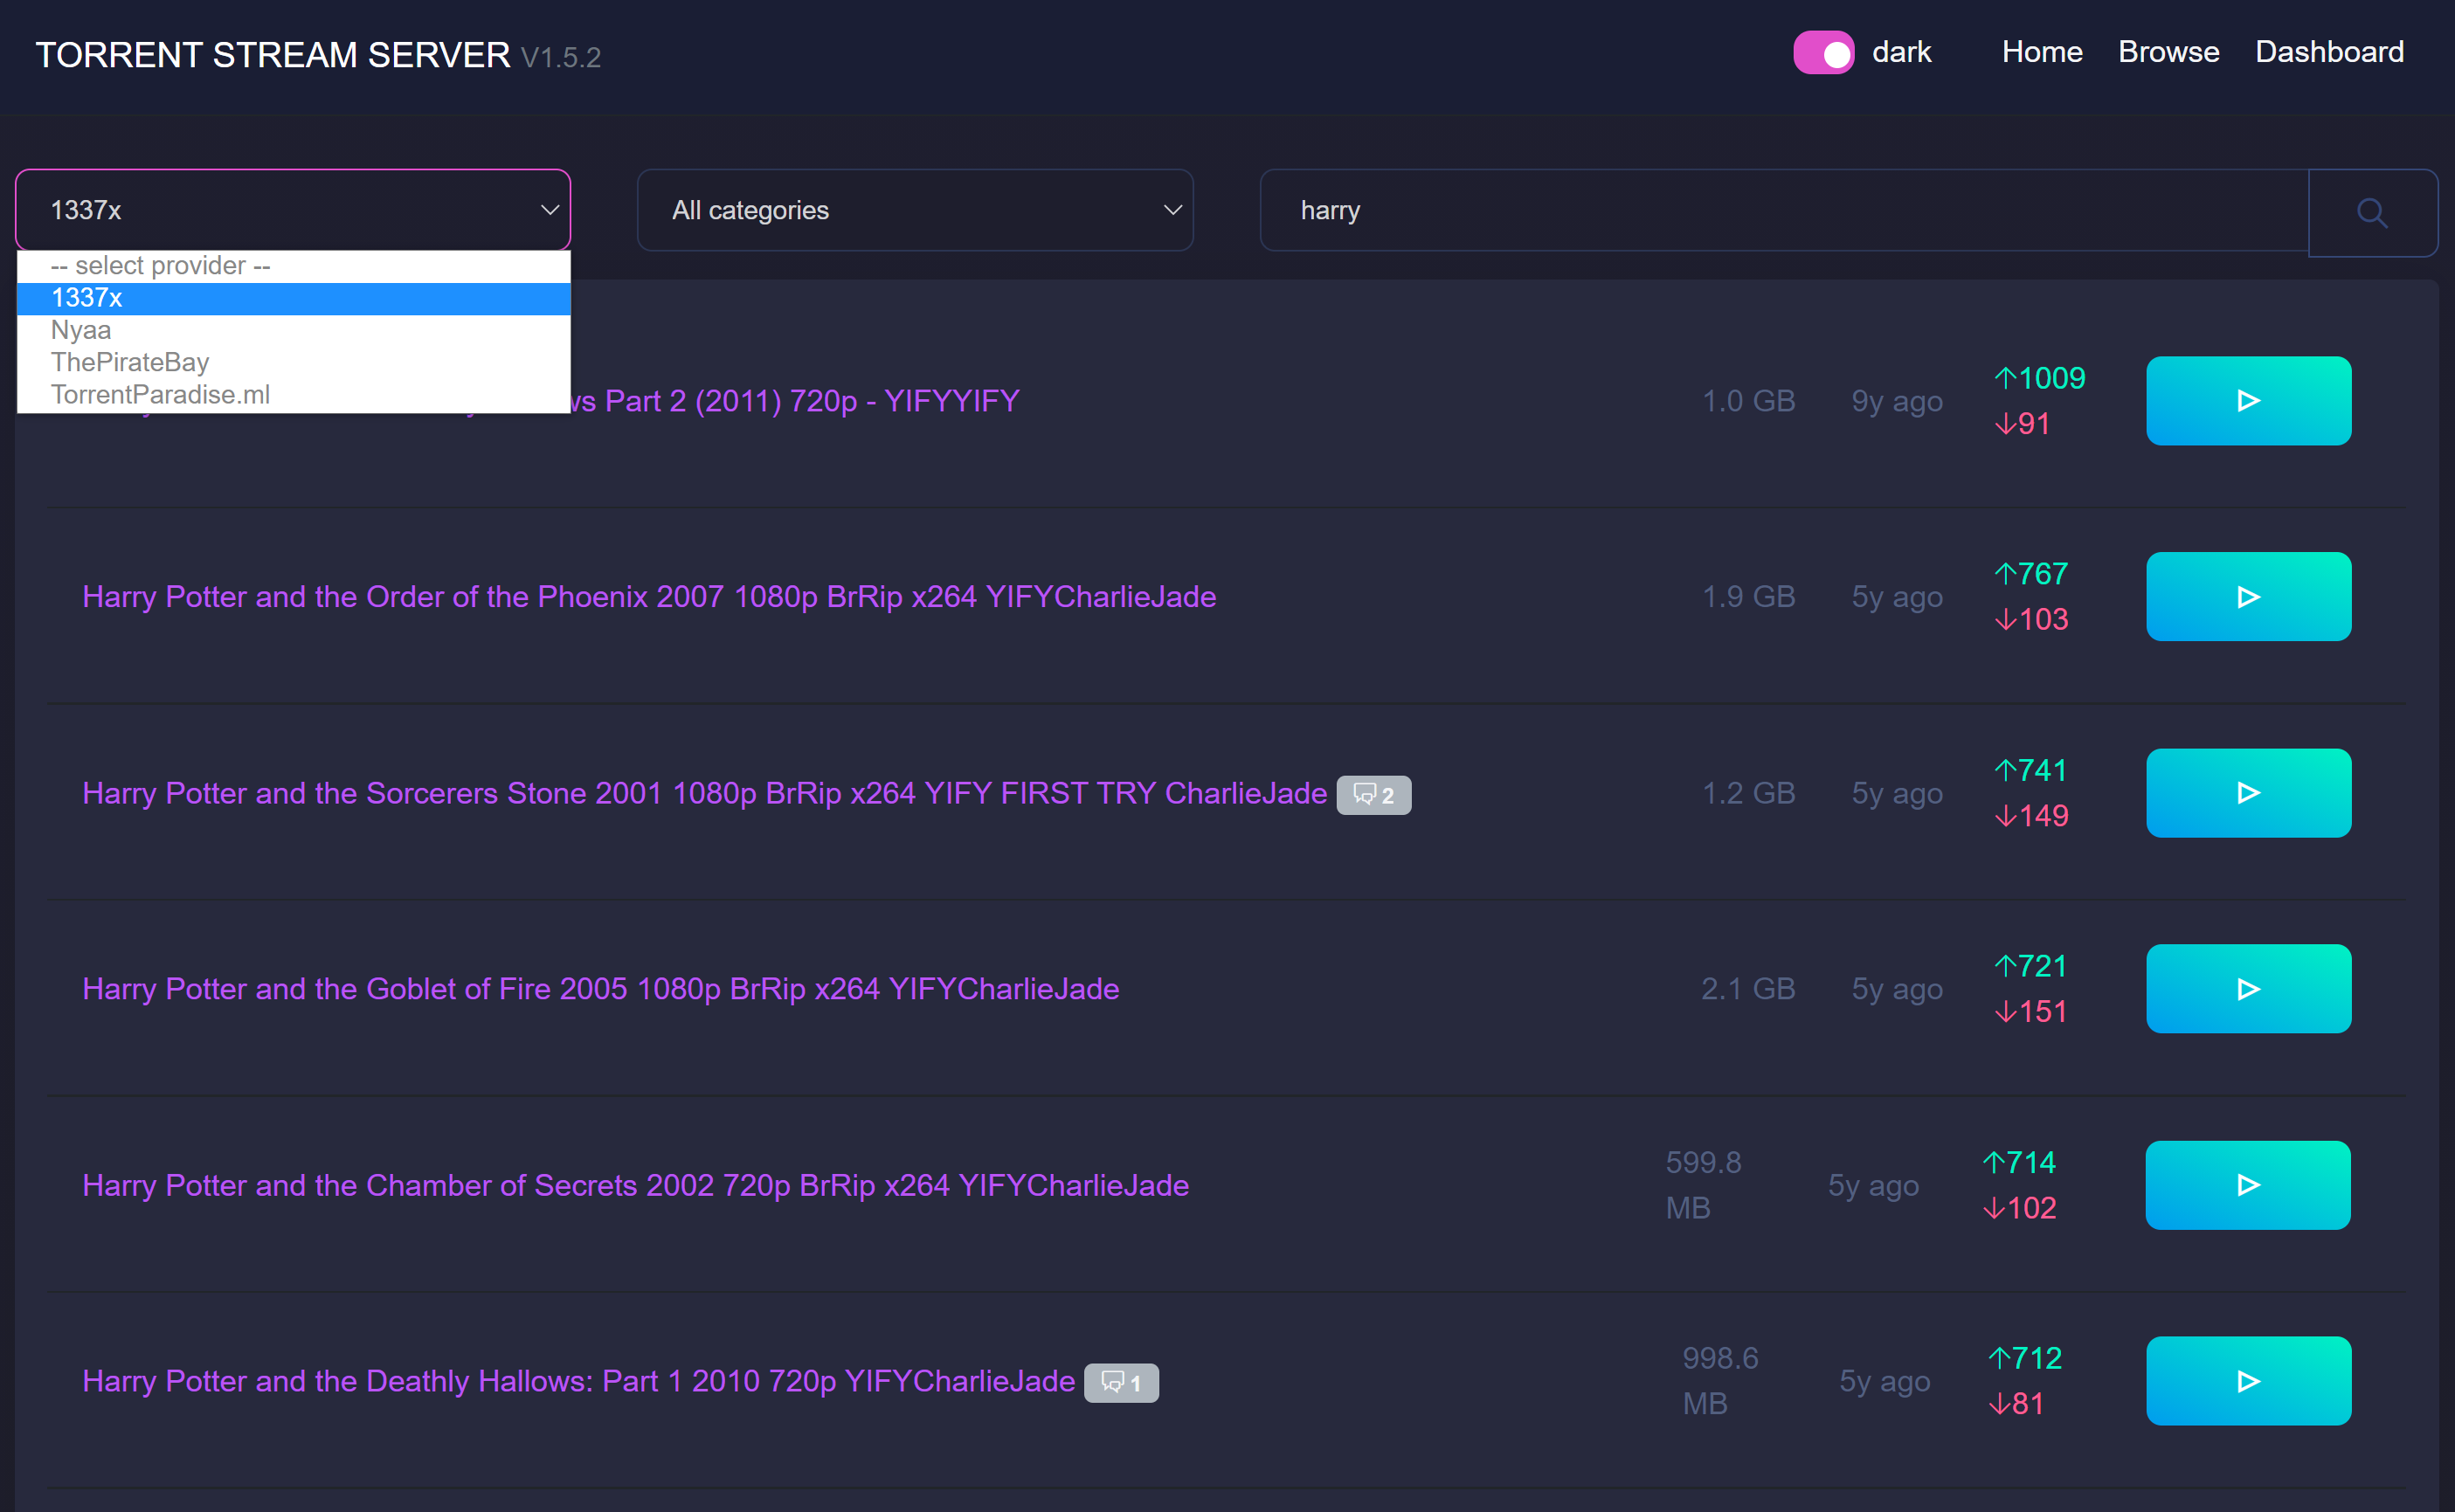 TORRENT STREAM SERVER V1.5.2
dark
Home
Browse
Dashboard
1337x
All categories
harry
-- select provider --
1337x
Nyaa
ThePirateBay
TorrentParadise.ml
Part 2 (2011) 720p - YIFYYIFY
1.0 GB
9y ago
↑1009
↓91
Harry Potter and the Order of the Phoenix 2007 1080p BrRip x264 YIFYCharlieJade
1.9 GB
5y ago
↑767
↓103
Harry Potter and the Sorcerers Stone 2001 1080p BrRip x264 YIFY FIRST TRY CharlieJade 2
1.2 GB
5y ago
↑741
↓149
Harry Potter and the Goblet of Fire 2005 1080p BrRip x264 YIFYCharlieJade
2.1 GB
5y ago
↑721
↓151
Harry Potter and the Chamber of Secrets 2002 720p BrRip x264 YIFYCharlieJade
599.8
MB
5y ago
↑714
↓102
Harry Potter and the Deathly Hallows: Part 1 2010 720p YIFYCharlieJade 1
998.6
MB
5y ago
↑712
↓81